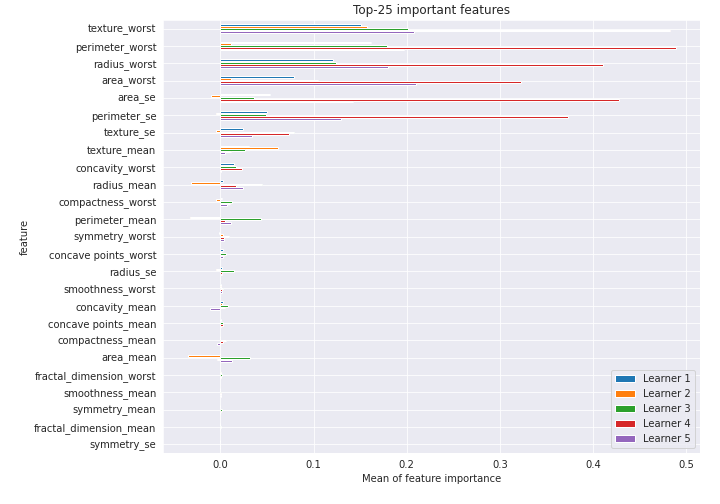 Top-25 important features
texture_worst
perimeter_worst
radius_worst
area_worst
area_se
perimeter_se
texture_se
texture_mean
concavity_worst
radius_mean
compactness_worst
perimeter_mean
symmetry_worst
concave points_worst
radius_se
smoothness_worst
concavity_mean
concave points_mean
compactness_mean
area_mean
fractal_dimension_worst
smoothness_mean
symmetry_mean
fractal_dimension_mean
symmetry_se
feature
Learner 1
Learner 2
Learner 3
Learner 4
Learner 5
0.0 0.1 0.2 0.3 0.4 0.5
Mean of feature importance